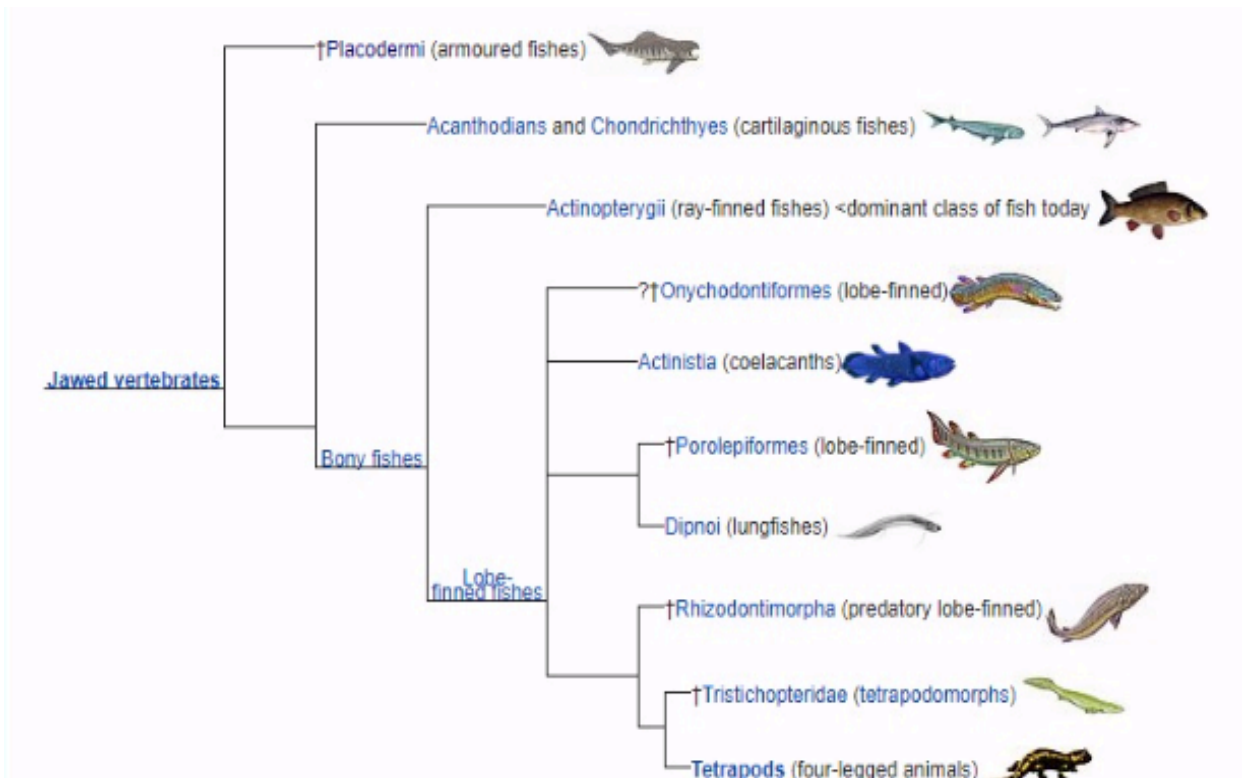 †Placodermi (armoured fishes)
Acanthodians and Chondrichthyes (cartilaginous fishes)
Actinopterygii (ray-finned fishes) <dominant class of fish today
?†Onychodontiformes (lobe-finned)
Actinistia (coelacanths)
Jawed vertebrates
†Porolepiformes (lobe-finned)
Bony fishes
Dipnoi (lungfishes)
Lobe-
finned fishes
†Rhizodontimorpha (predatory lobe-finned)
†Tristichopteridae (tetrapodomorphs)
Tetrapods (four-legged animals)